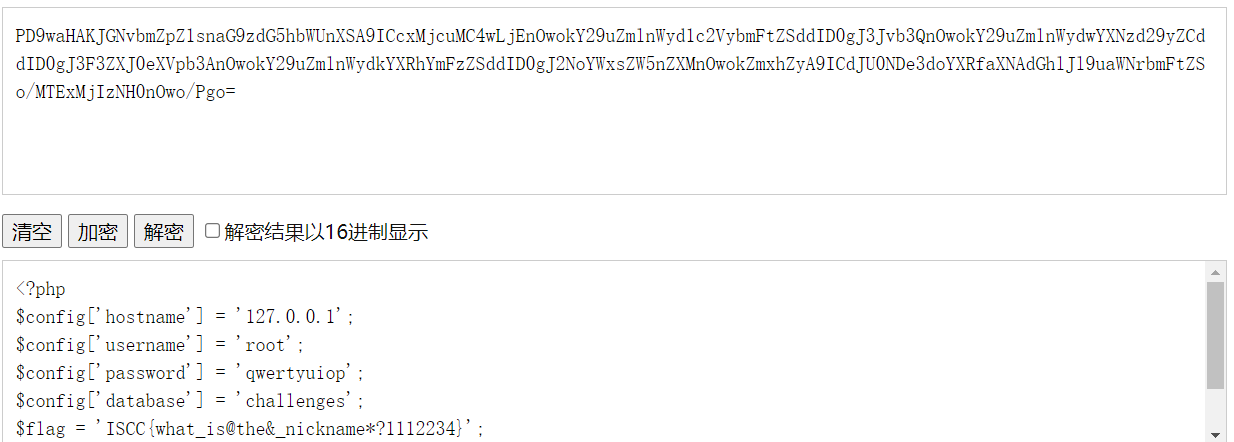 PD9waHAKJGNvbmZpZ1snaG9zdG5hbWUnXSA9ICcxMjcuMC4wLjEnOwokY29uZmlnWyd1c2VybmFtZSddID0gJ3Jvb3QnOwokY29uZmlnWydwYXNzd29yZCd
dID0gJ3F3ZXJ0eXVpb3AnOwokY29uZmlnWydkYXRhYmFzZSddID0gJ2NoYWxsZW5nZXMnOwokZmxhZyA9ICdJU0NDe3doYXRfaXNAdGhlJl9uaWNrbmFtZSo
o/MTExMjIzNH0nOwo/Pgo=
清空 加密 解密 解密结果以16进制显示
<?php
$config['hostname'] = '127.0.0.1';
$config['username'] = 'root';
$config['password'] = 'qwertyuiop';
$config['database'] = 'challenges';
$flag = 'ISCC{what_is@the&_nickname*?1112234}';